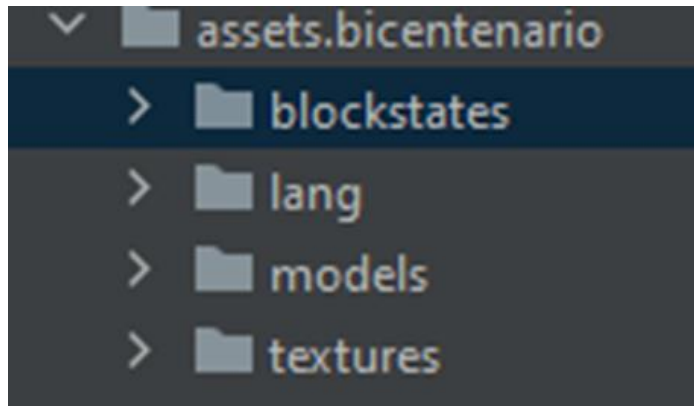 assets.bicentenario
blockstates
lang
models
textures